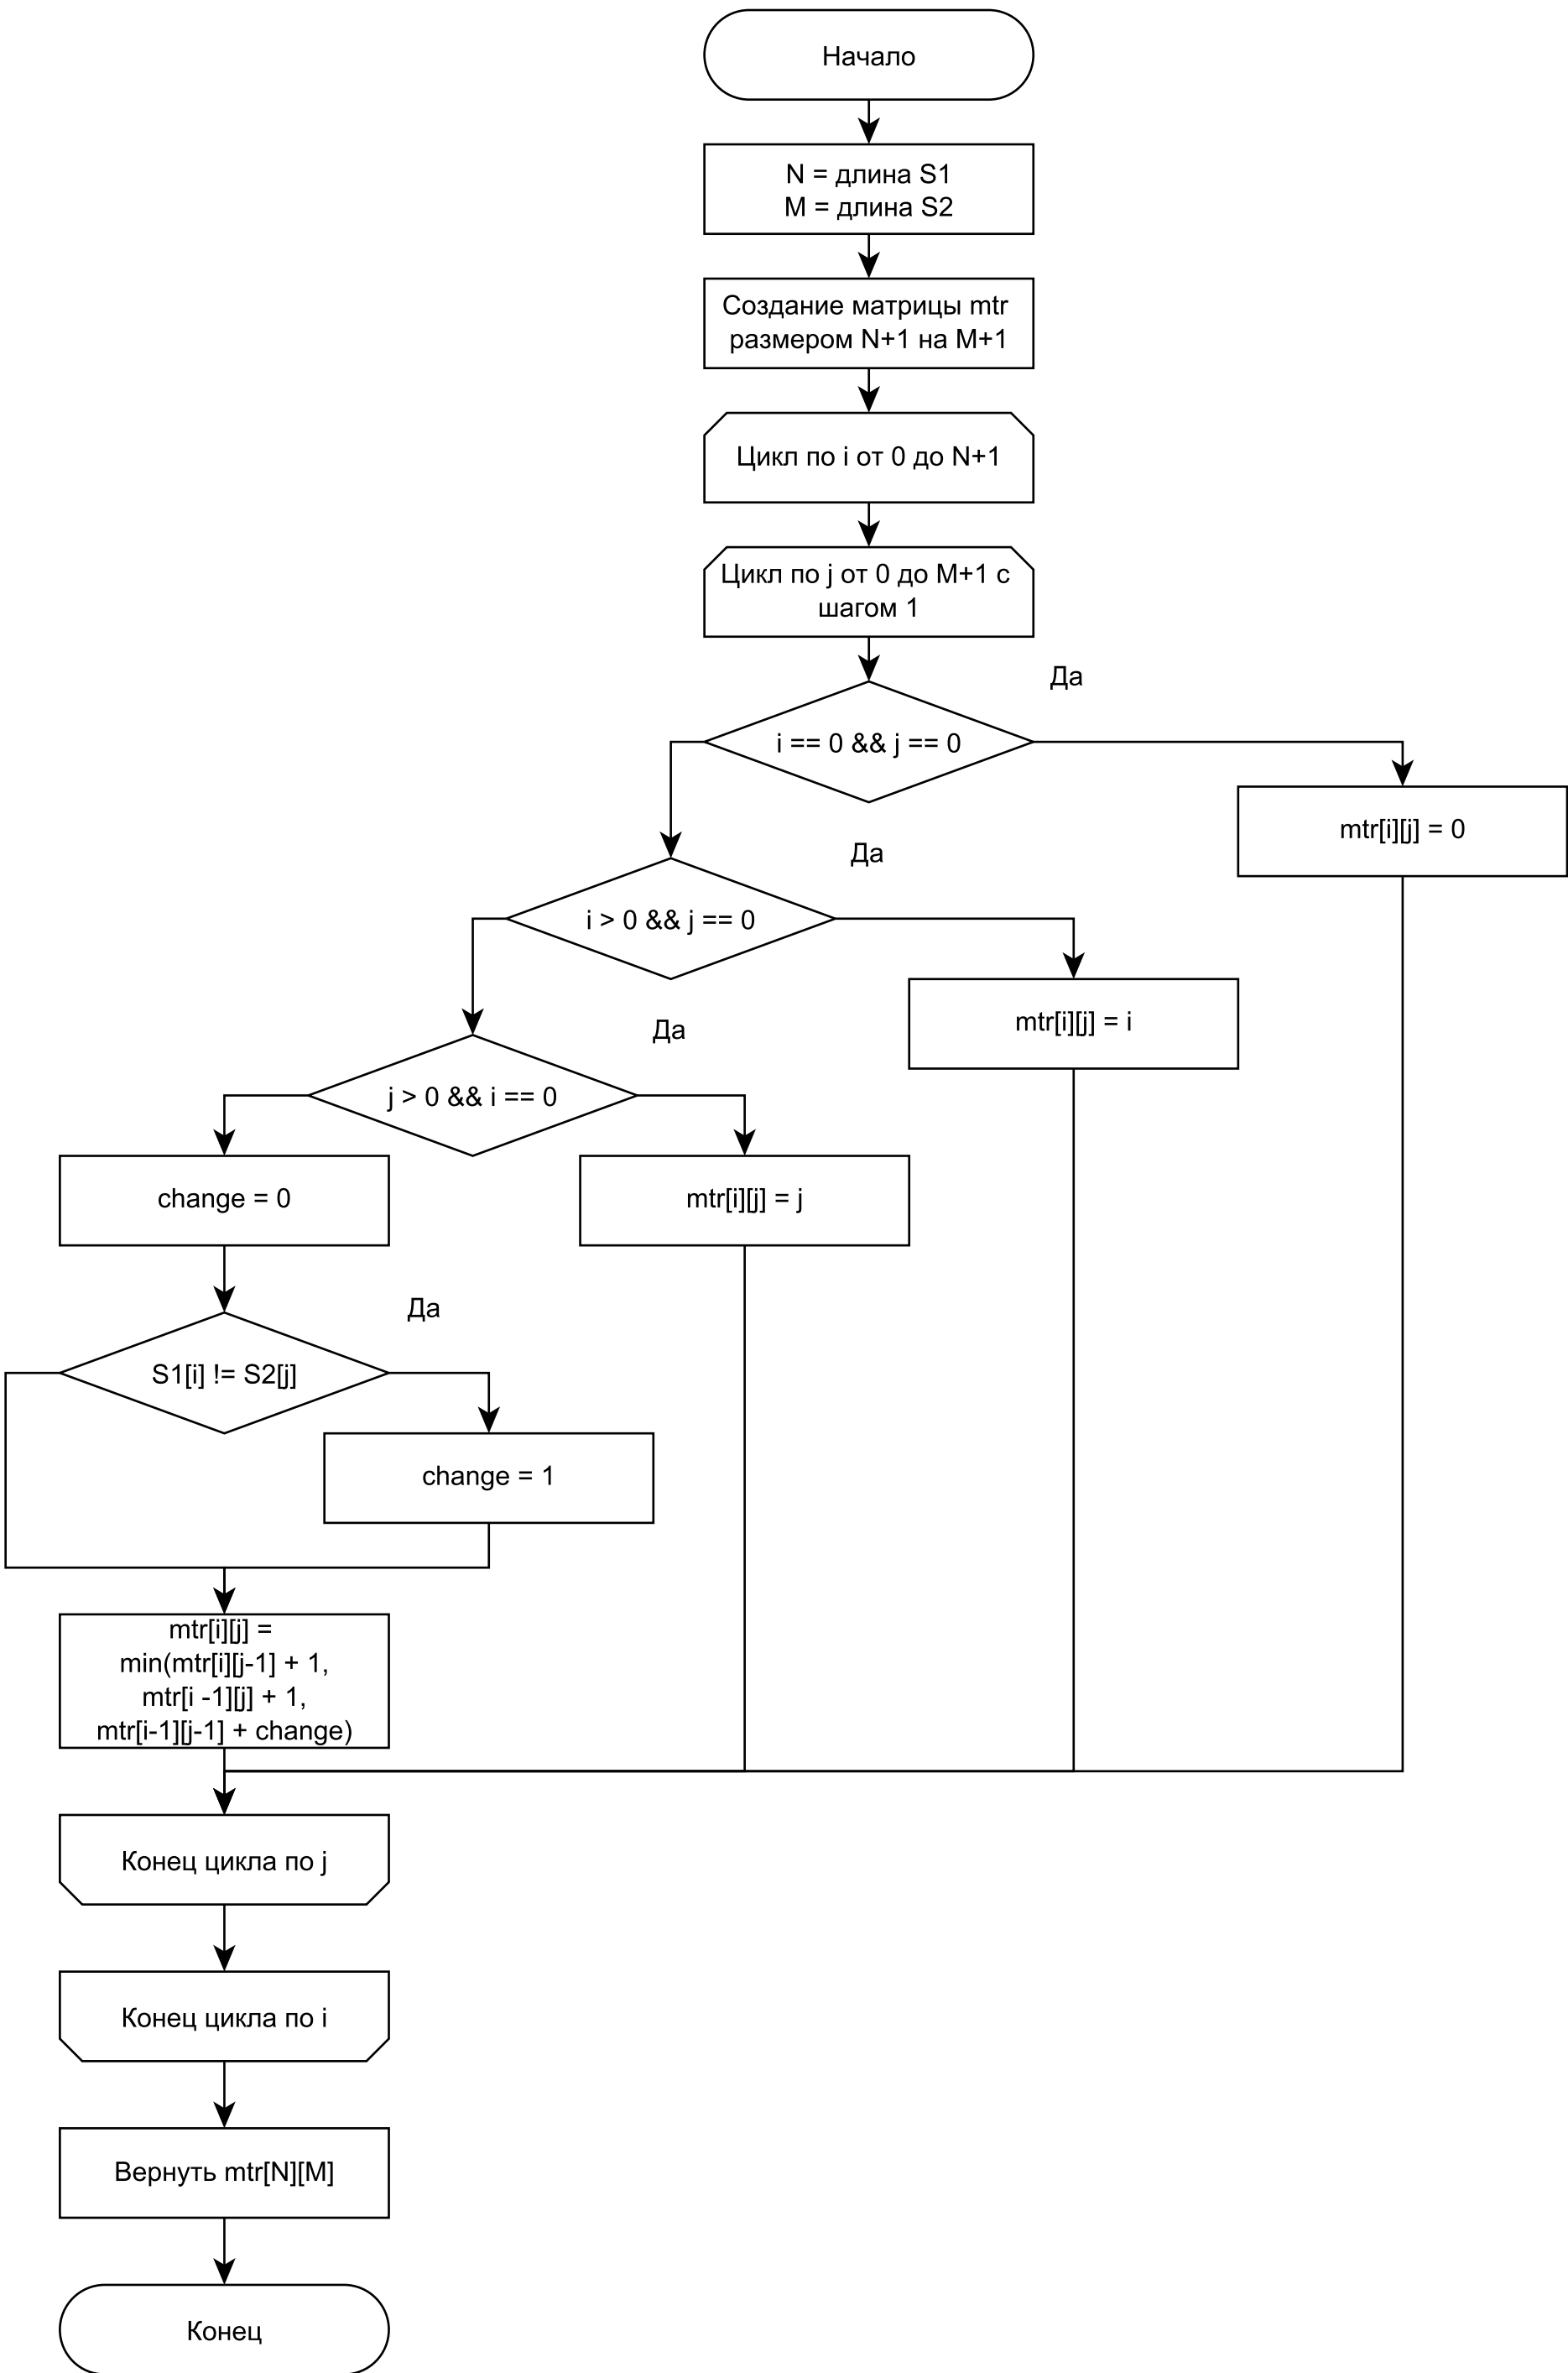 Начало
N = длина S1
M = длина S2
Создание матрицы mtr
размером N+1 на M+1
Цикл по i от 0 до N+1
Цикл по j от 0 до M+1 с
шагом 1
Да
i == 0 && j == 0
mtr[i][j] = 0
Да
i > 0 && j == 0
mtr[i][j] = i
Да
j > 0 && i == 0
change = 0
mtr[i][j] = j
Да
S1[i] != S2[j]
change = 1
mtr[i][j] =
min(mtr[i][j-1] + 1,
mtr[i -1][j] + 1,
mtr[i-1][j-1] + change)
Конец цикла по j
Конец цикла по i
Вернуть mtr[N][M]
Конец